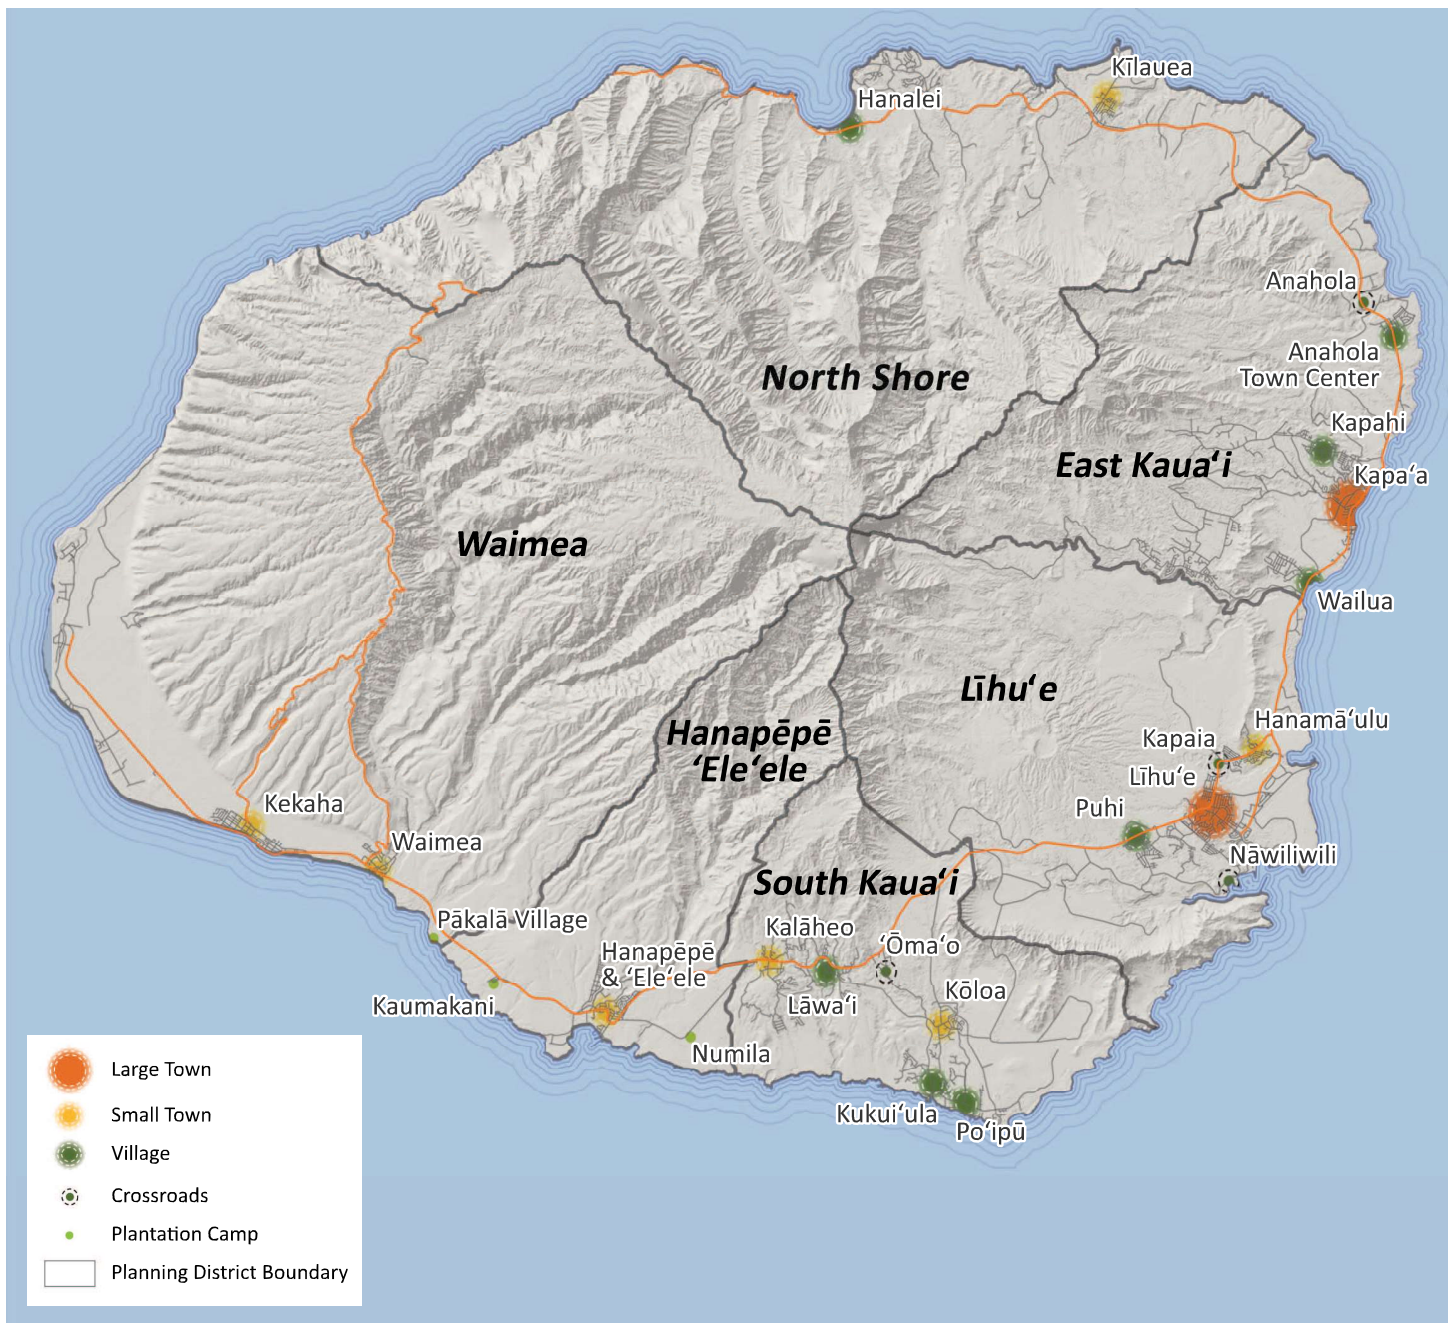 Kīlauea
Hanalei
Anahola
Anahola
Town Center
North Shore
Kapahi
East Kauaʻi
Kapaʻa
Waimea
Wailua
Līhuʻe
Hanapēpē
ʻEleʻele
Hanamāʻulu
Kapaia
Līhuʻe
Puhi
Kekaha
Waimea
Nāwiliwili
South Kauaʻi
Pākalā Village
Kalāheo
Hanapēpē
& ʻEleʻele
ʻŌmaʻo
Kaumakani
Lāwaʻi
Kōloa
Numila
Kukuiʻula
Poʻipū
Large Town
Small Town
Village
Crossroads
Plantation Camp
Planning District Boundary